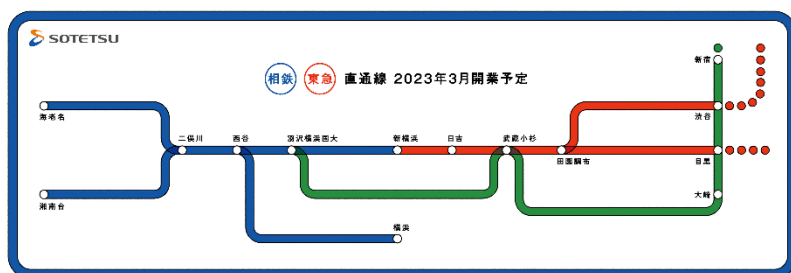 SOTETSU
相鉄 東急 直通線 2023年3月開業予定
新宿
海老名
渋谷
二俣川
西谷
羽沢横浜国大
新横浜
日吉
武蔵小杉
田園調布
目黒
湘南台
大崎
横浜